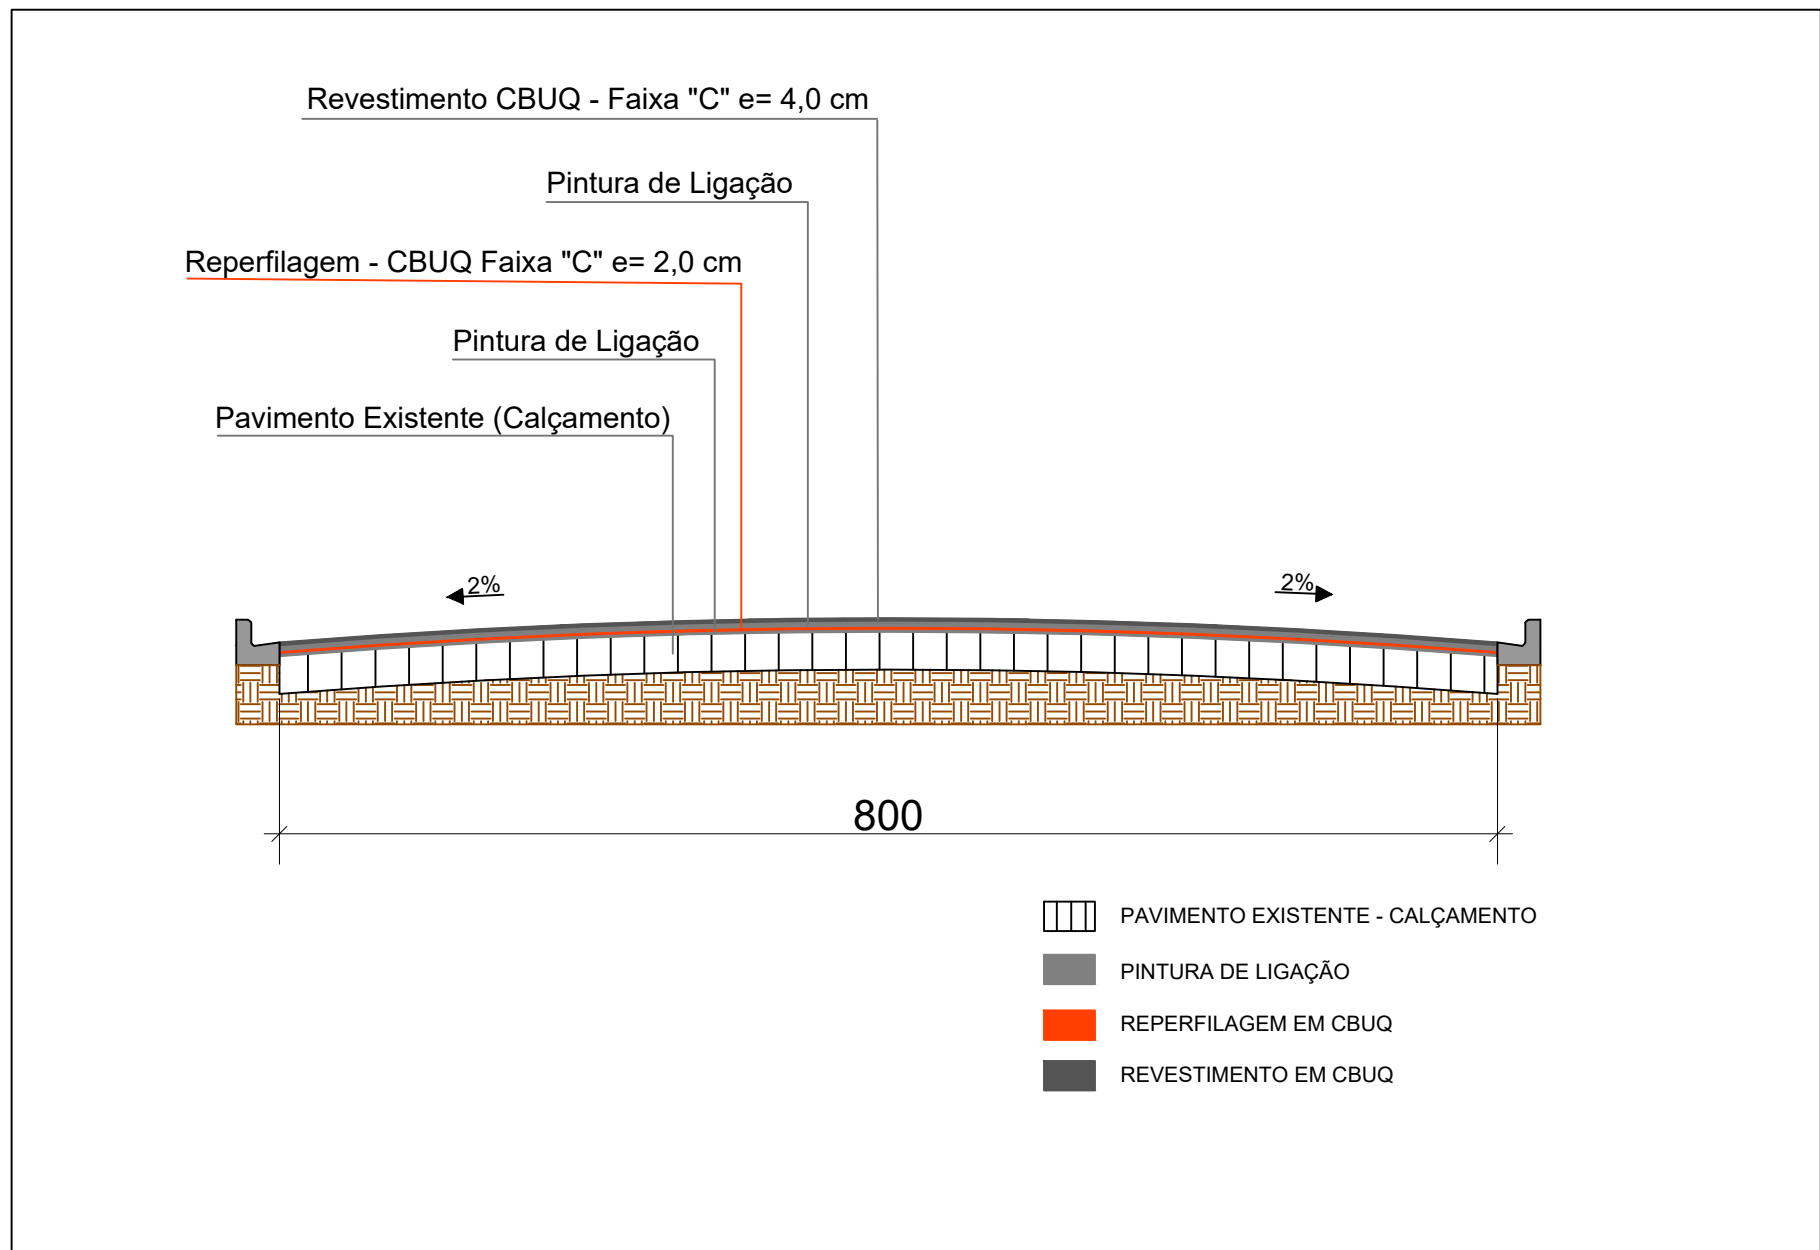 Revestimento CBUQ - Faixa "C" e= 4,0 cm
Pintura de Ligação
Reperfilagem - CBUQ Faixa "C" e= 2,0 cm
Pintura de Ligação
Pavimento Existente (Calçamento)
2%
2%
800
PAVIMENTO EXISTENTE - CALÇAMENTO
PINTURA DE LIGAÇÃO
REPERFILAGEM EM CBUQ
REVESTIMENTO EM CBUQ